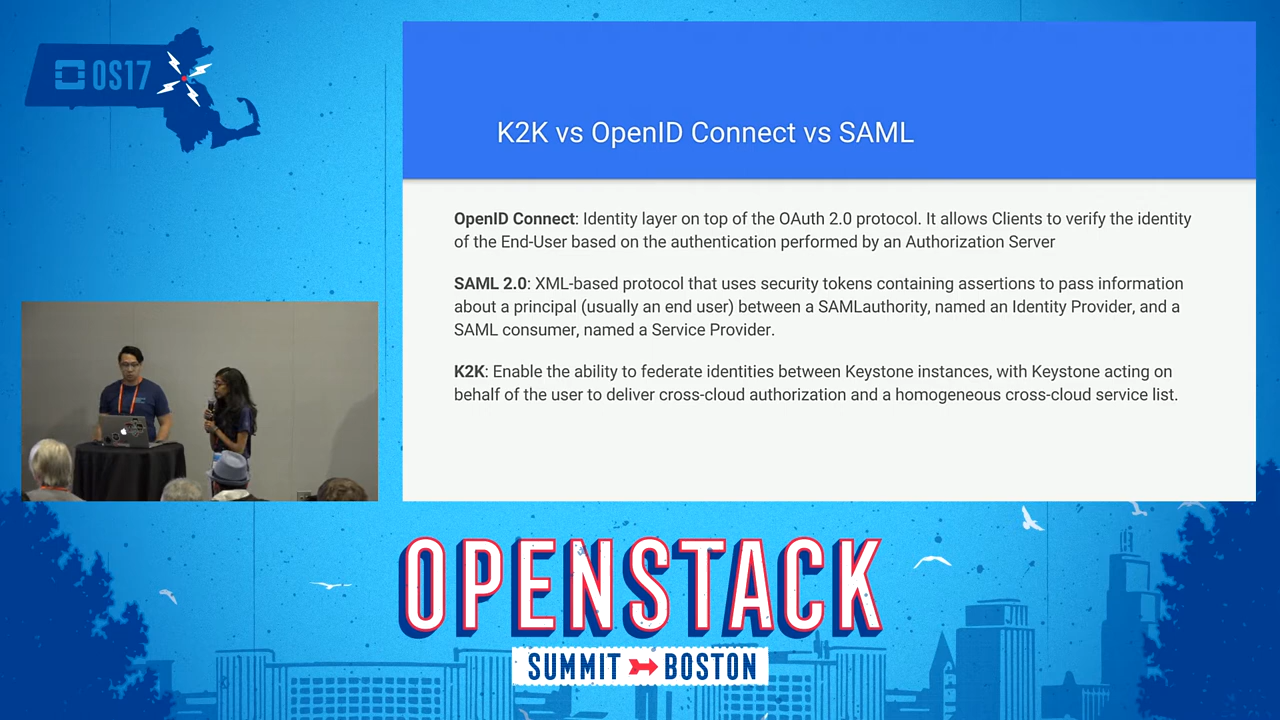 OS17
K2K vs OpenID Connect vs SAML
OpenID Connect: Identity layer on top of the OAuth 2.0 protocol. It allows Clients to verify the identity
of the End-User based on the authentication performed by an Authorization Server
SAML 2.0: XML-based protocol that uses security tokens containing assertions to pass information
about a principal (usually an end user) between a SAMLauthority, named an Identity Provider, and a
SAML consumer, named a Service Provider.
K2K: Enable the ability to federate identities between Keystone instances, with Keystone acting on
behalf of the user to deliver cross-cloud authorization and a homogeneous cross-cloud service list.
OPENSTACK
SUMMIT BOSTON